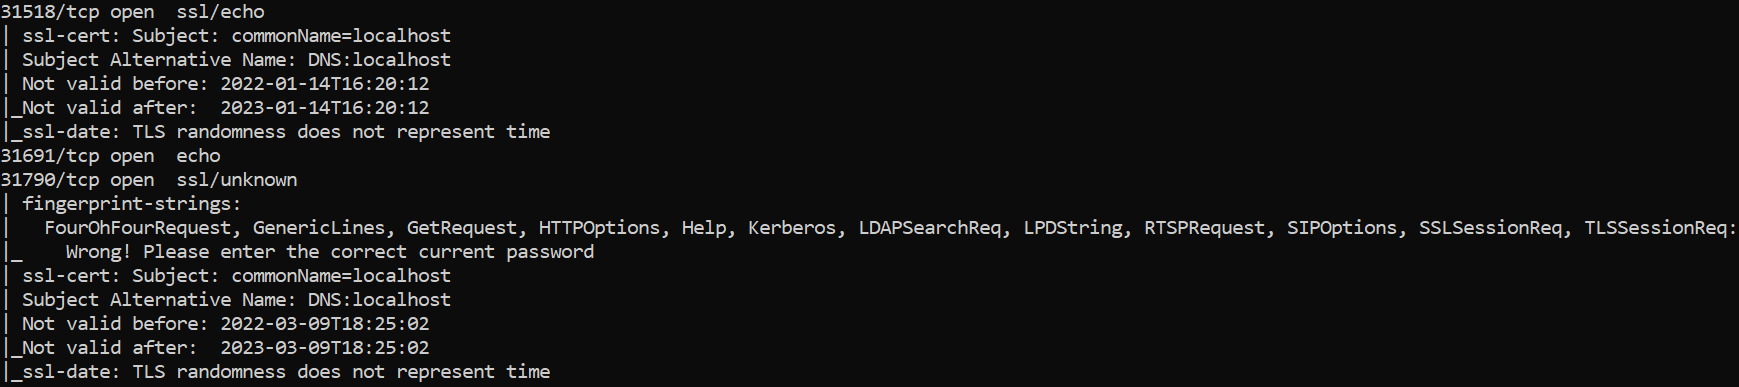 31518/tcp open  ssl/echo
| ssl-cert: Subject: commonName=localhost
| Subject Alternative Name: DNS:localhost
| Not valid before: 2022-01-14T16:20:12
|_Not valid after:  2023-01-14T16:20:12
|_ssl-date: TLS randomness does not represent time
31691/tcp open  echo
31790/tcp open  ssl/unknown
| fingerprint-strings:
|   FourOhFourRequest, GenericLines, GetRequest, HTTPOptions, Help, Kerberos, LDAPSearchReq, LPDString, RTSPRequest, SIPOptions, SSLSessionReq, TLSSessionReq:
|_    Wrong! Please enter the correct current password
| ssl-cert: Subject: commonName=localhost
| Subject Alternative Name: DNS:localhost
| Not valid before: 2022-03-09T18:25:02
|_Not valid after:  2023-03-09T18:25:02
|_ssl-date: TLS randomness does not represent time